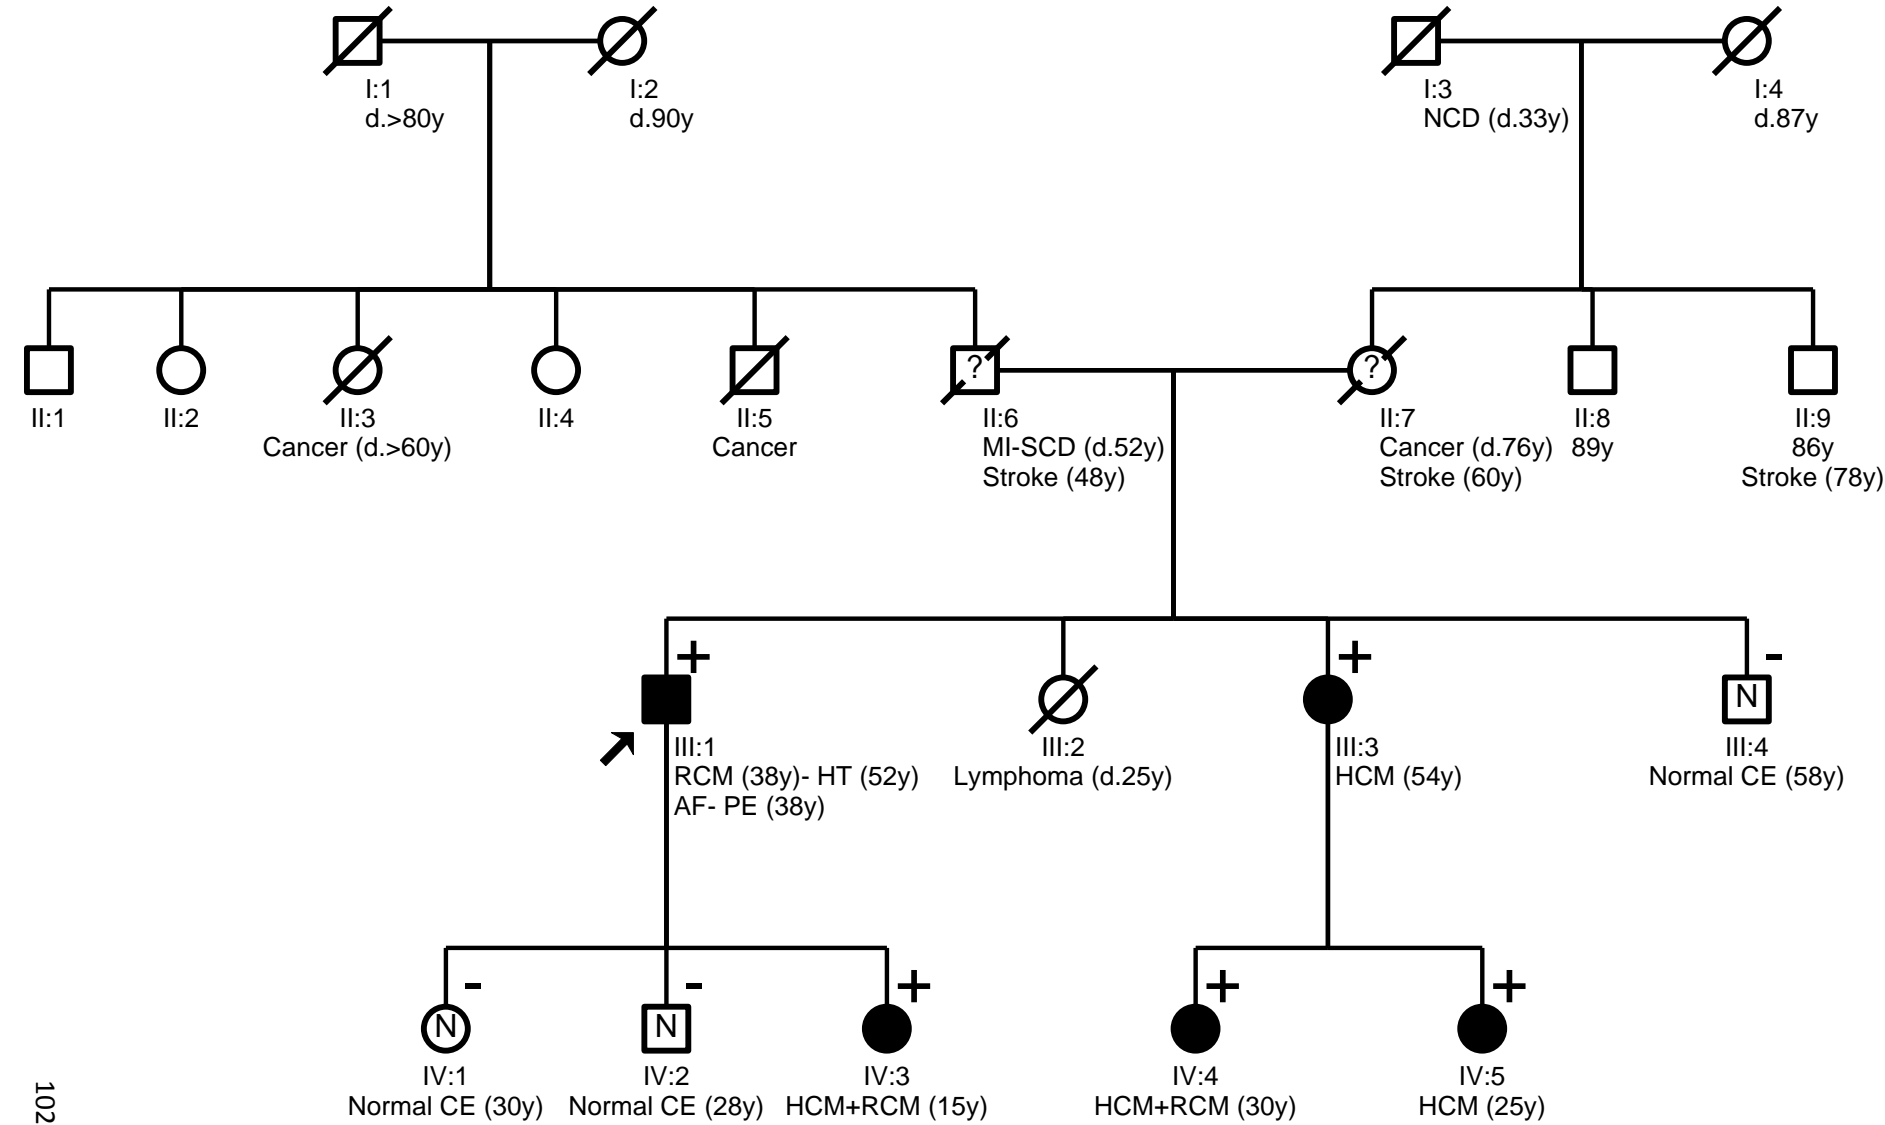 I:1
d.>80y
I:2
d.90y
I:3
NCD (d.33y)
I:4
d.87y
II:1
II:2
II:3
Cancer (d.>60y)
II:4
II:5
Cancer
?
II:6
MI-SCD (d.52y)
Stroke (48y)
?
II:7
Cancer (d.76y)
Stroke (60y)
II:8
89y
II:9
86y
Stroke (78y)
+
III:1
RCM (38y)- HT (52y)
AF- PE (38y)
III:2
Lymphoma (d.25y)
+
III:3
HCM (54y)
-
N
III:4
Normal CE (58y)
-
N
IV:1
Normal CE (30y)
-
N
IV:2
Normal CE (28y)
+
IV:3
HCM+RCM (15y)
+
IV:4
HCM+RCM (30y)
+
IV:5
HCM (25y)
102